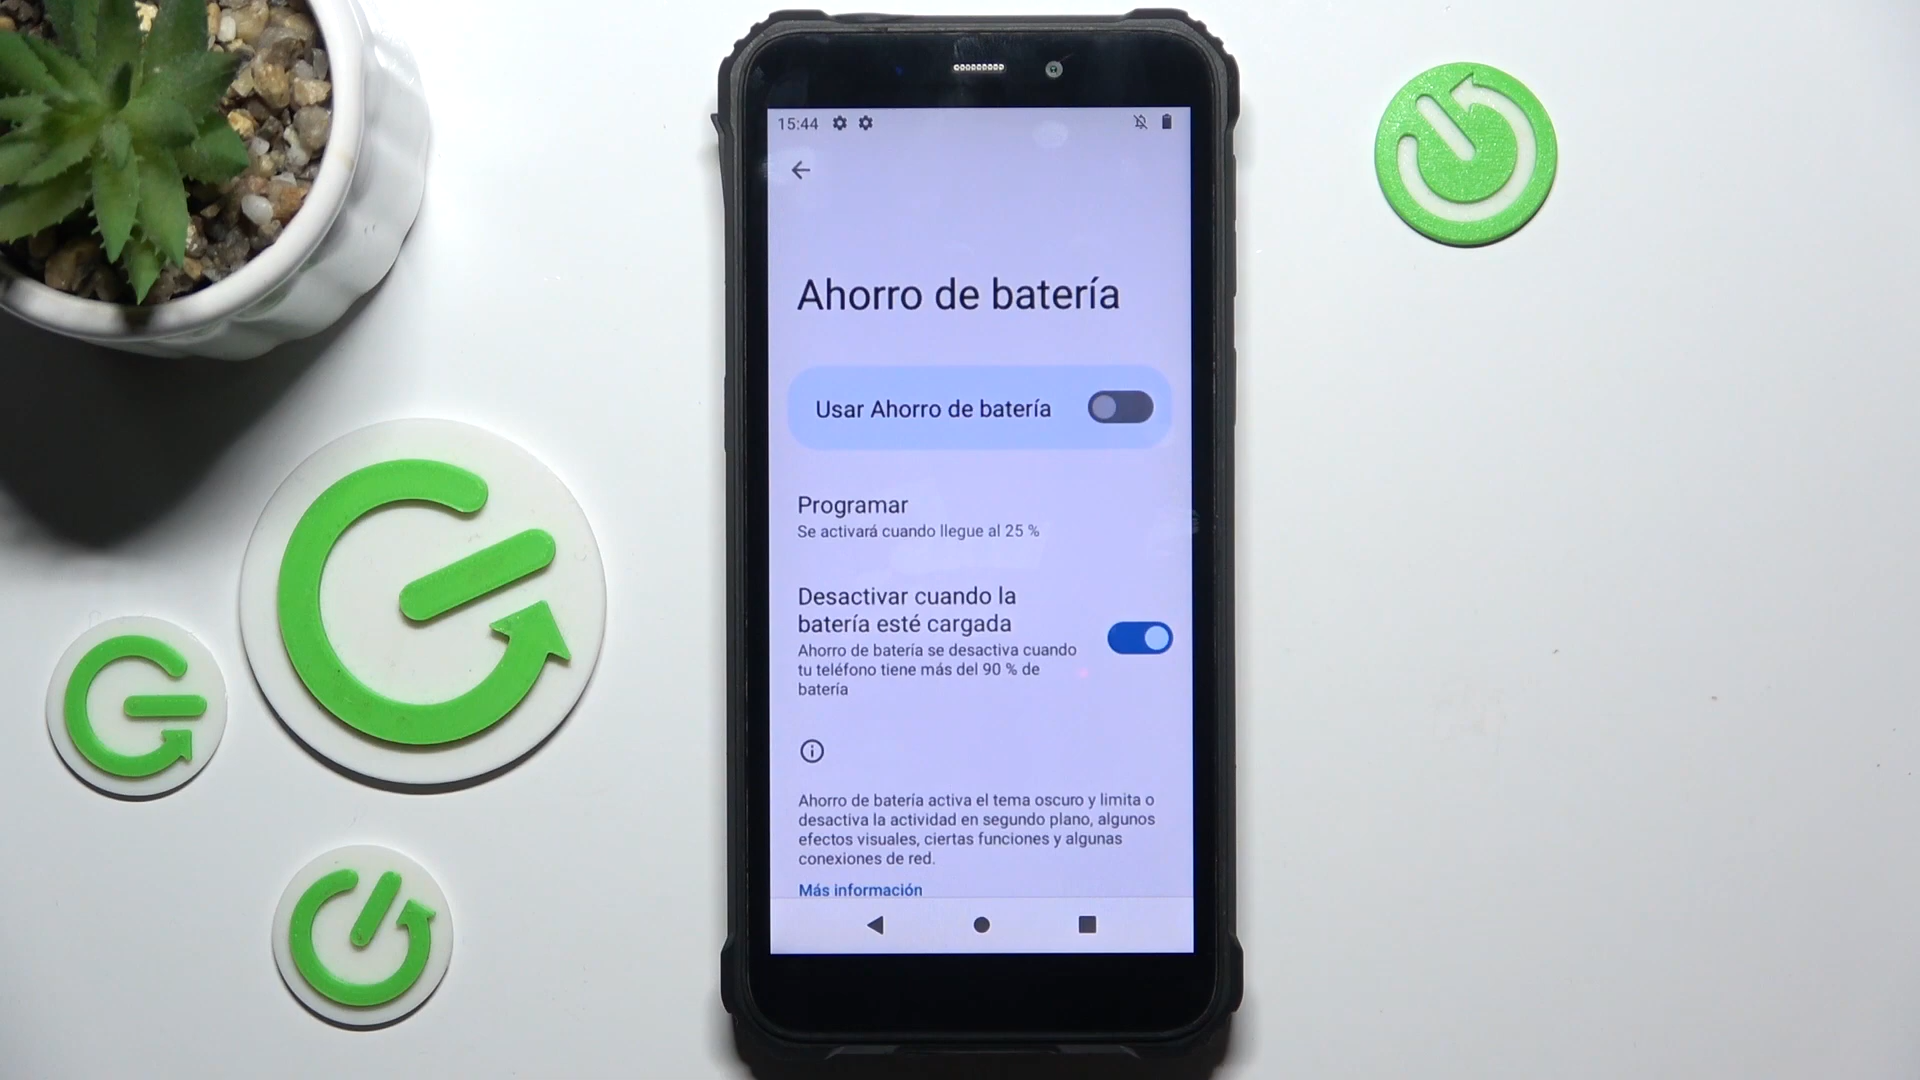 15:44
Ahorro de batería
Usar Ahorro de batería
Programar
Se activará cuando llegue al 25 %
Desactivar cuando la
batería esté cargada
Ahorro de batería se desactiva cuando
tu teléfono tiene más del 90 % de
batería
Ahorro de batería activa el tema oscuro y limita o
desactiva la actividad en segundo plano, algunos
efectos visuales, ciertas funciones y algunas
conexiones de red.
Más información